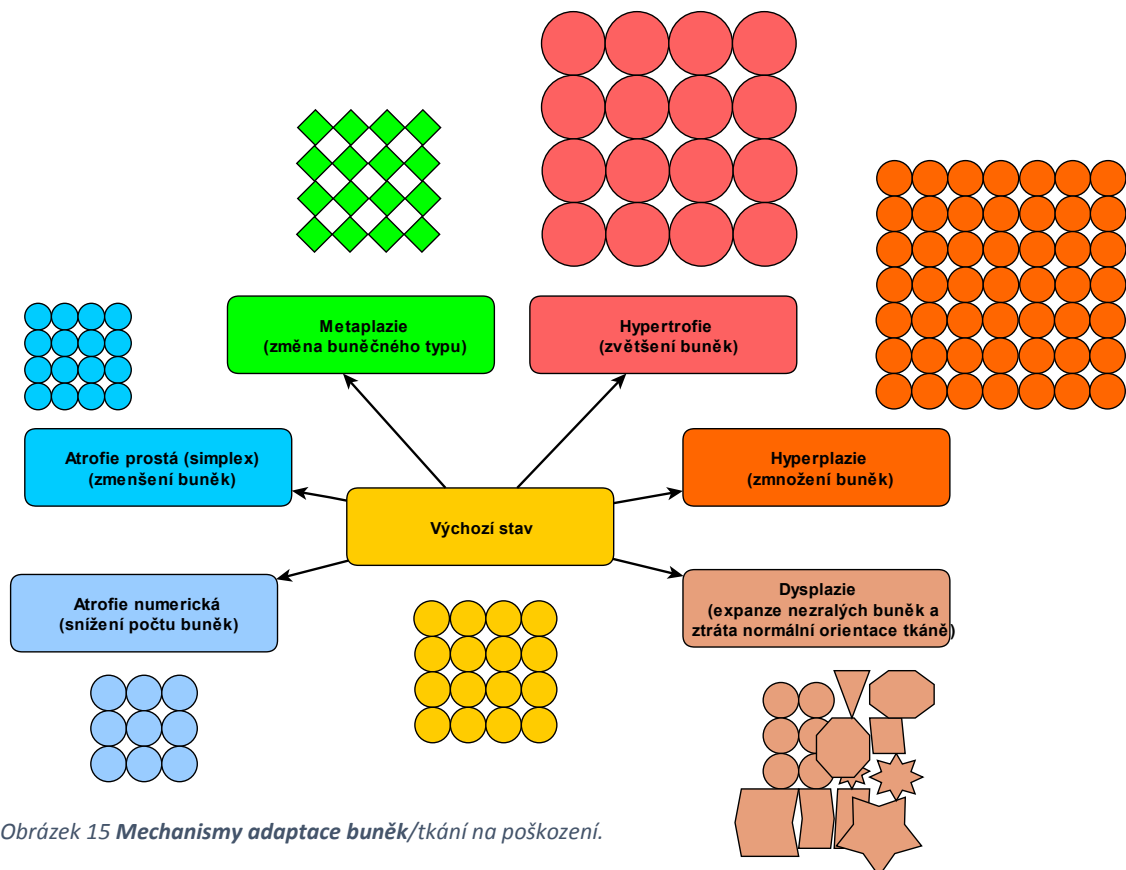 Metaplazie
(změna buněčného typu)
Hypertrofie
(zvětšení buněk)
Atrofie prostá (simplex)
(zmenšení buněk)
Hyperplazie
(zmnožení buněk)
Výchozí stav
Atrofie numerická
(snížení počtu buněk)
Dysplazie
(expanze nezralých buněk a
ztráta normální orientace tkáně)
Obrázek 15 Mechanismy adaptace buněk/tkání na poškození.